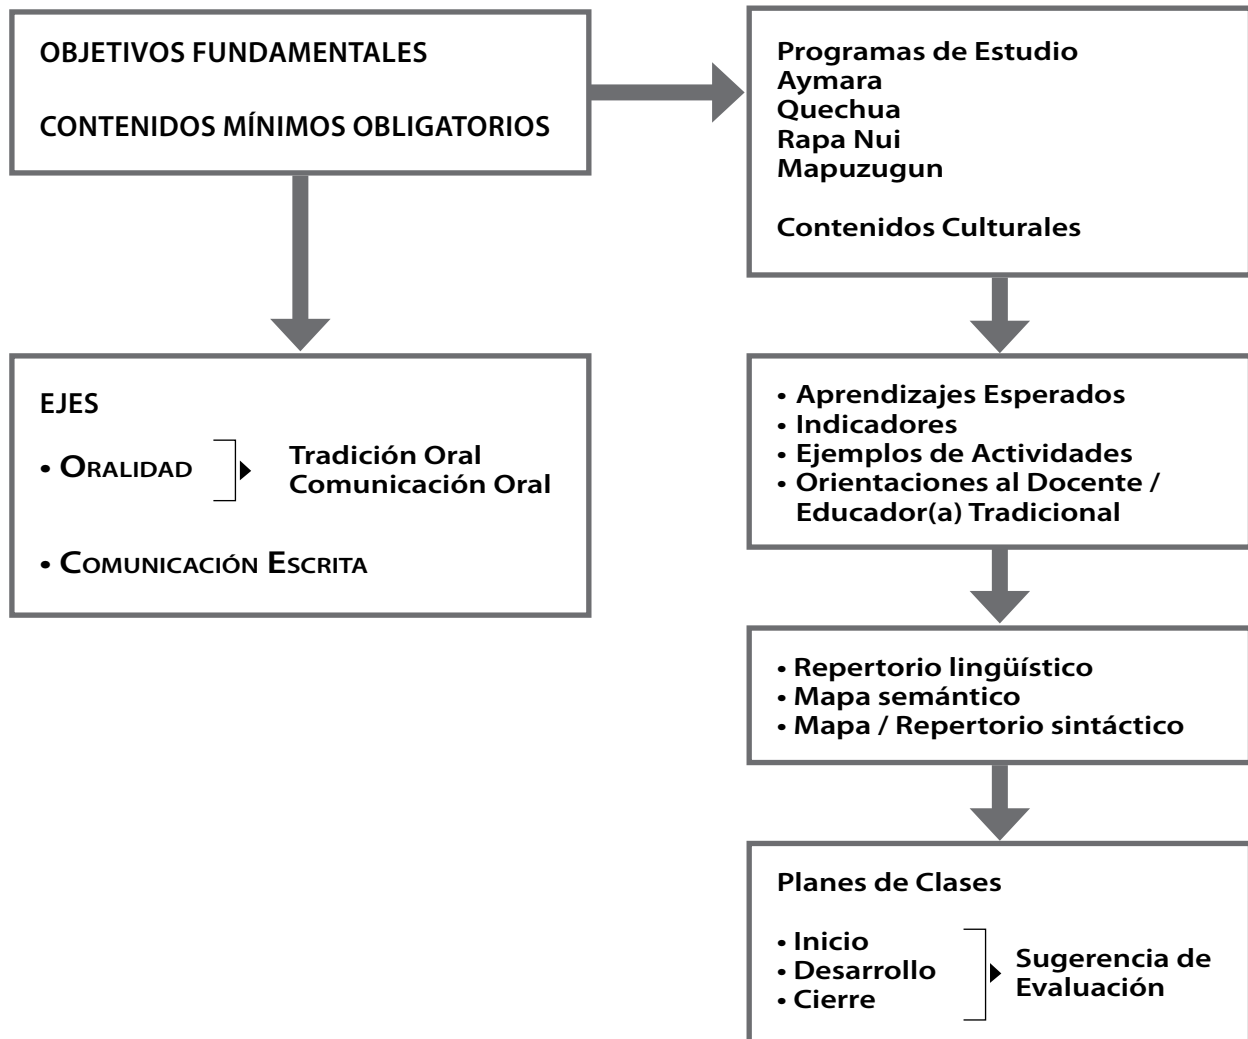 OBJETIVOS FUNDAMENTALES
CONTENIDOS MÍNIMOS OBLIGATORIOS
Programas de Estudio
Aymara
Quechua
Rapa Nui
Mapuzugun
Contenidos Culturales
EJES
• ORALIDAD
Tradición Oral
Comunicación Oral
• COMUNICACIÓN ESCRITA
• Aprendizajes Esperados
• Indicadores
• Ejemplos de Actividades
• Orientaciones al Docente /
Educador(a) Tradicional
• Repertorio lingüístico
• Mapa semántico
• Mapa / Repertorio sintáctico
Planes de Clases
• Inicio
• Desarrollo
• Cierre
Sugerencia de
Evaluación